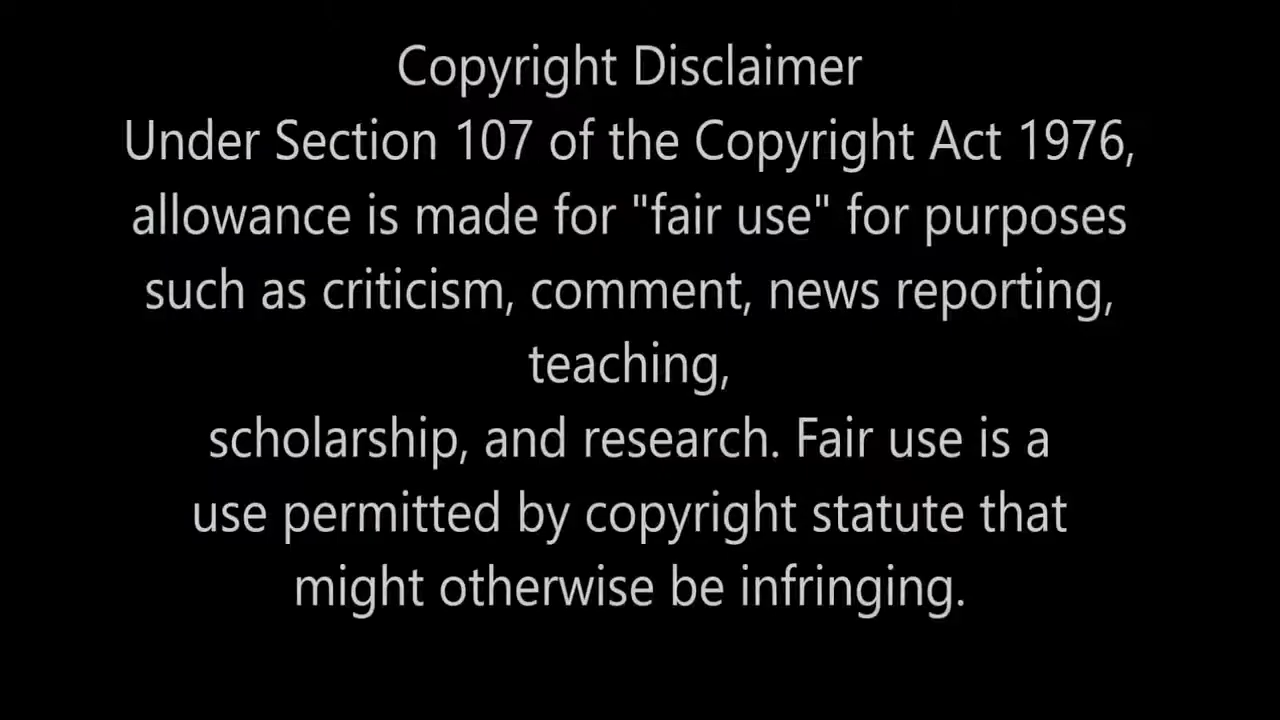 Copyright Disclaimer
Under Section 107 of the Copyright Act 1976,
allowance is made for "fair use" for purposes
such as criticism, comment, news reporting,
teaching,
scholarship, and research. Fair use is a
use permitted by copyright statute that
might otherwise be infringing.